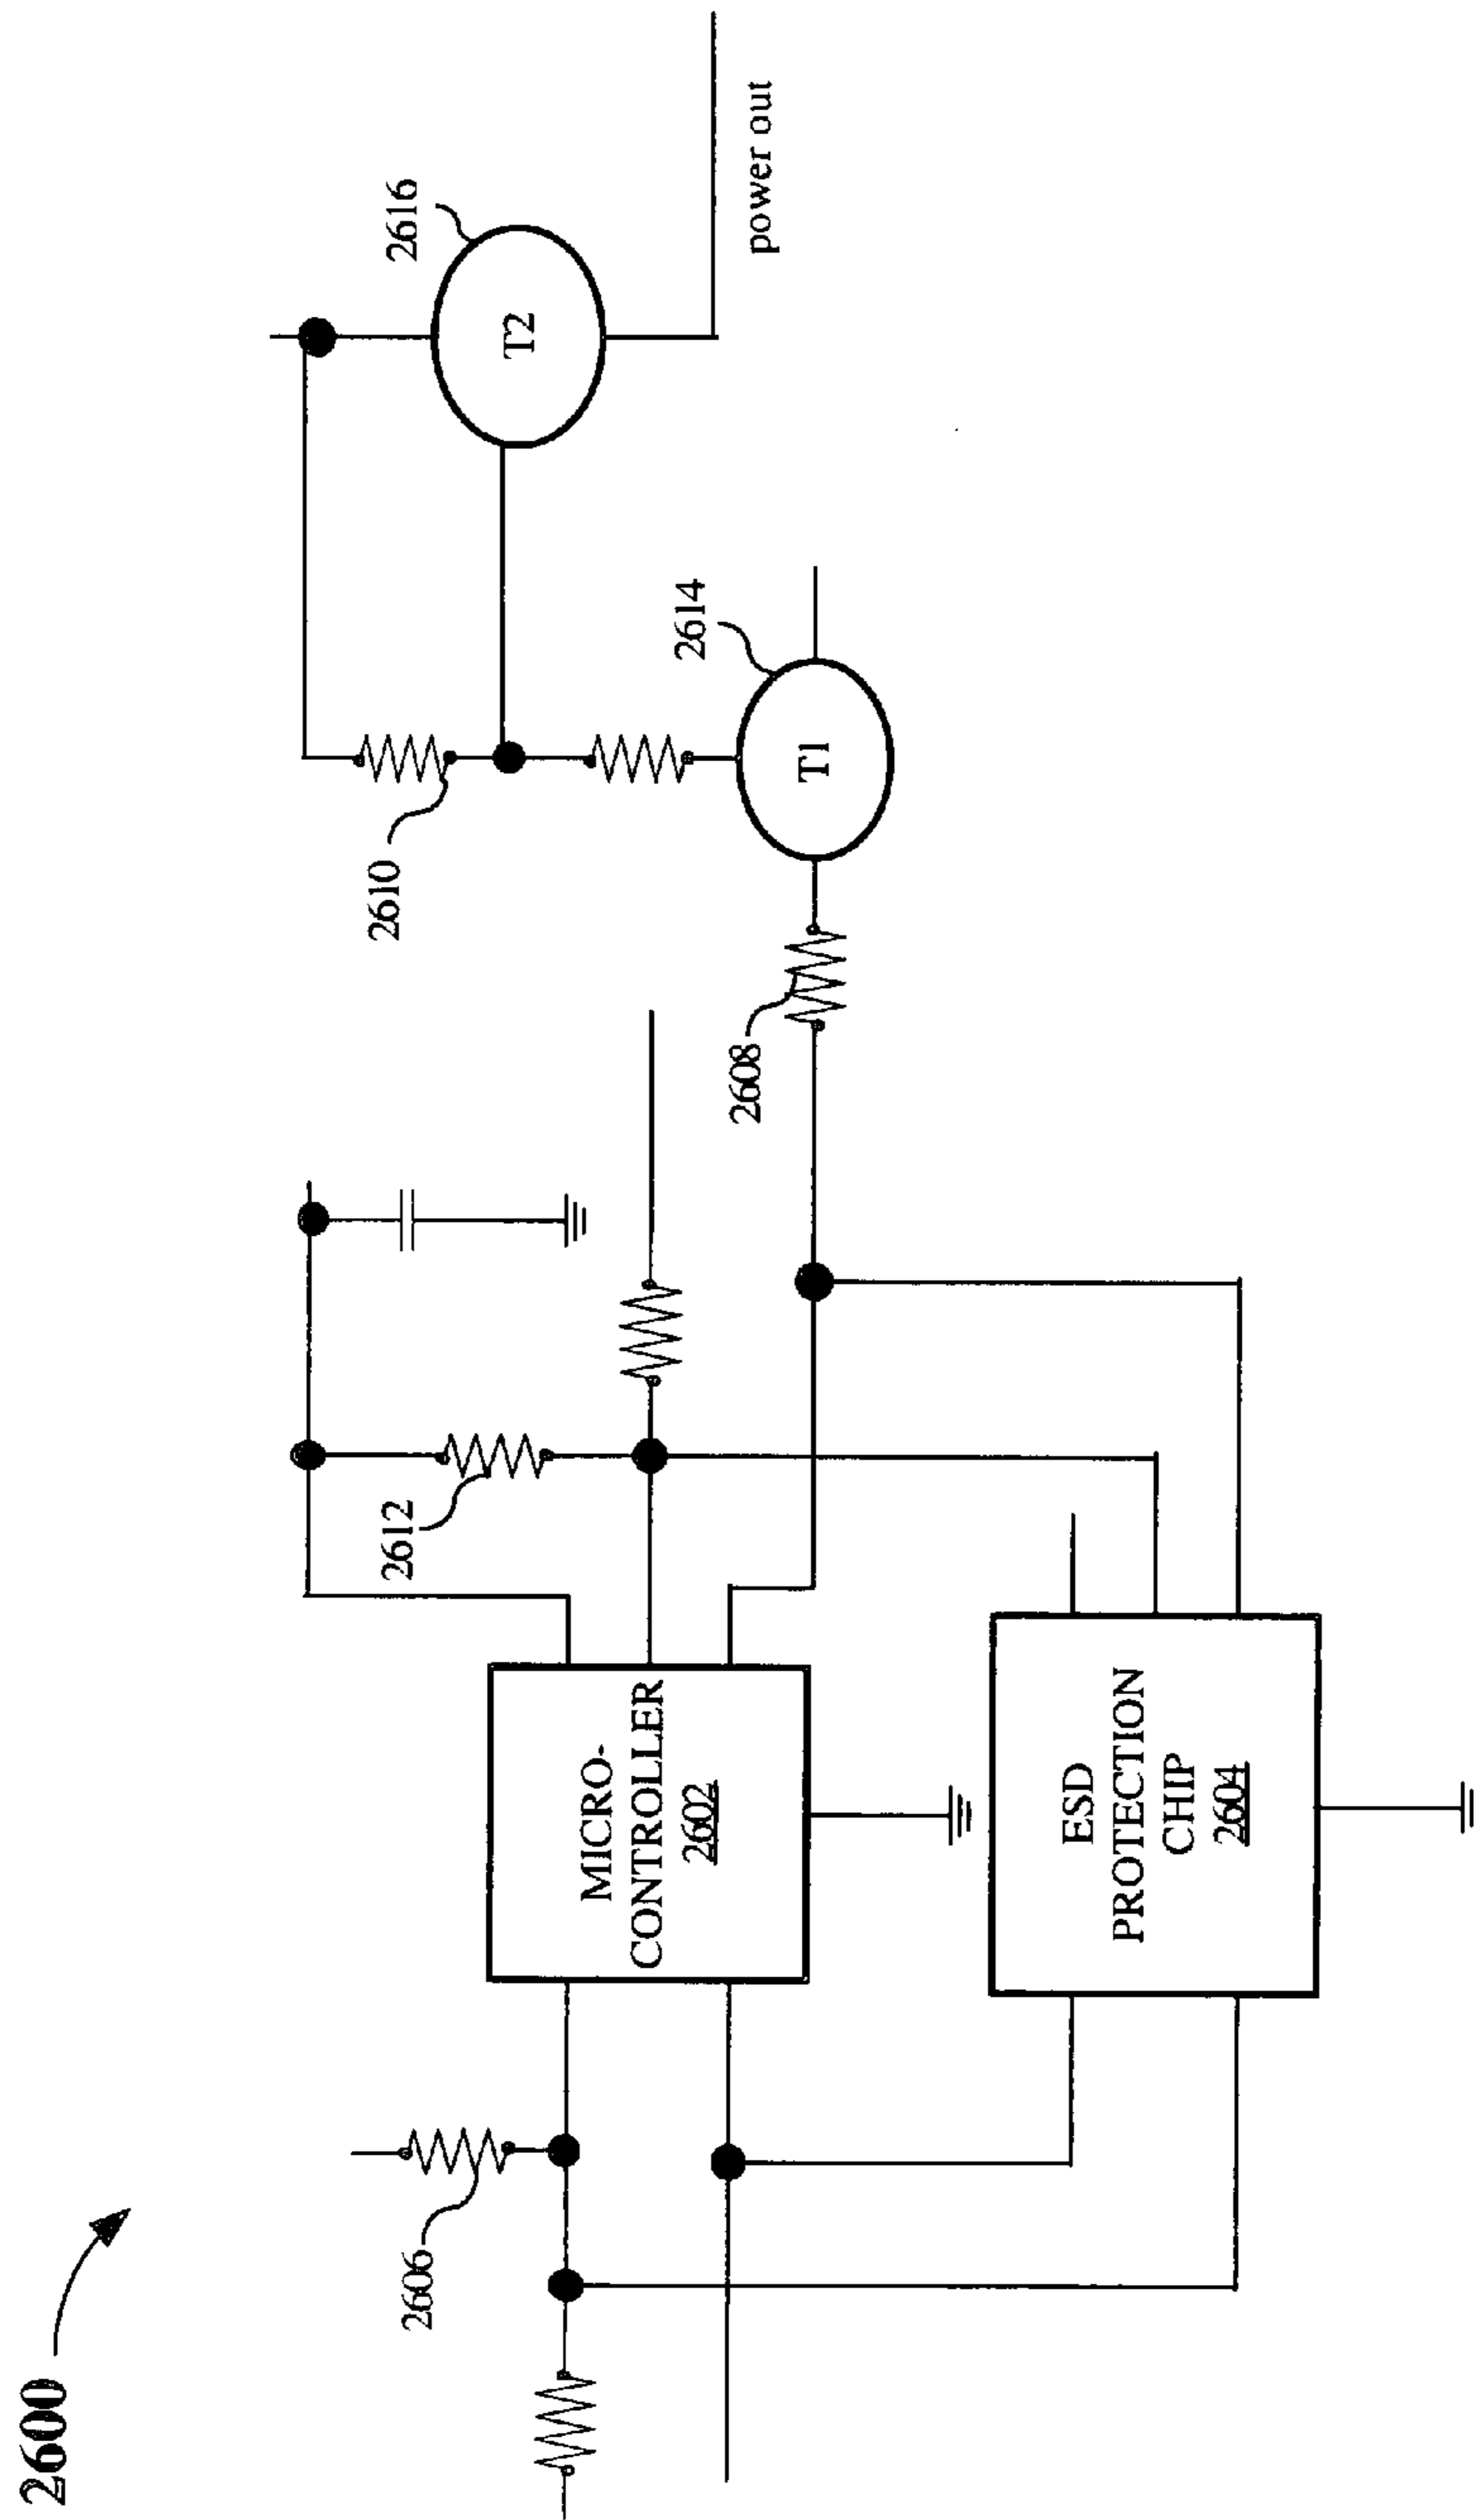 2600
2606
MICRO-
CONTROLLER
2602
ESD
PROTECTION
CHIP
2604
2612
2608
2610
T1
2614
T2
2616
power out